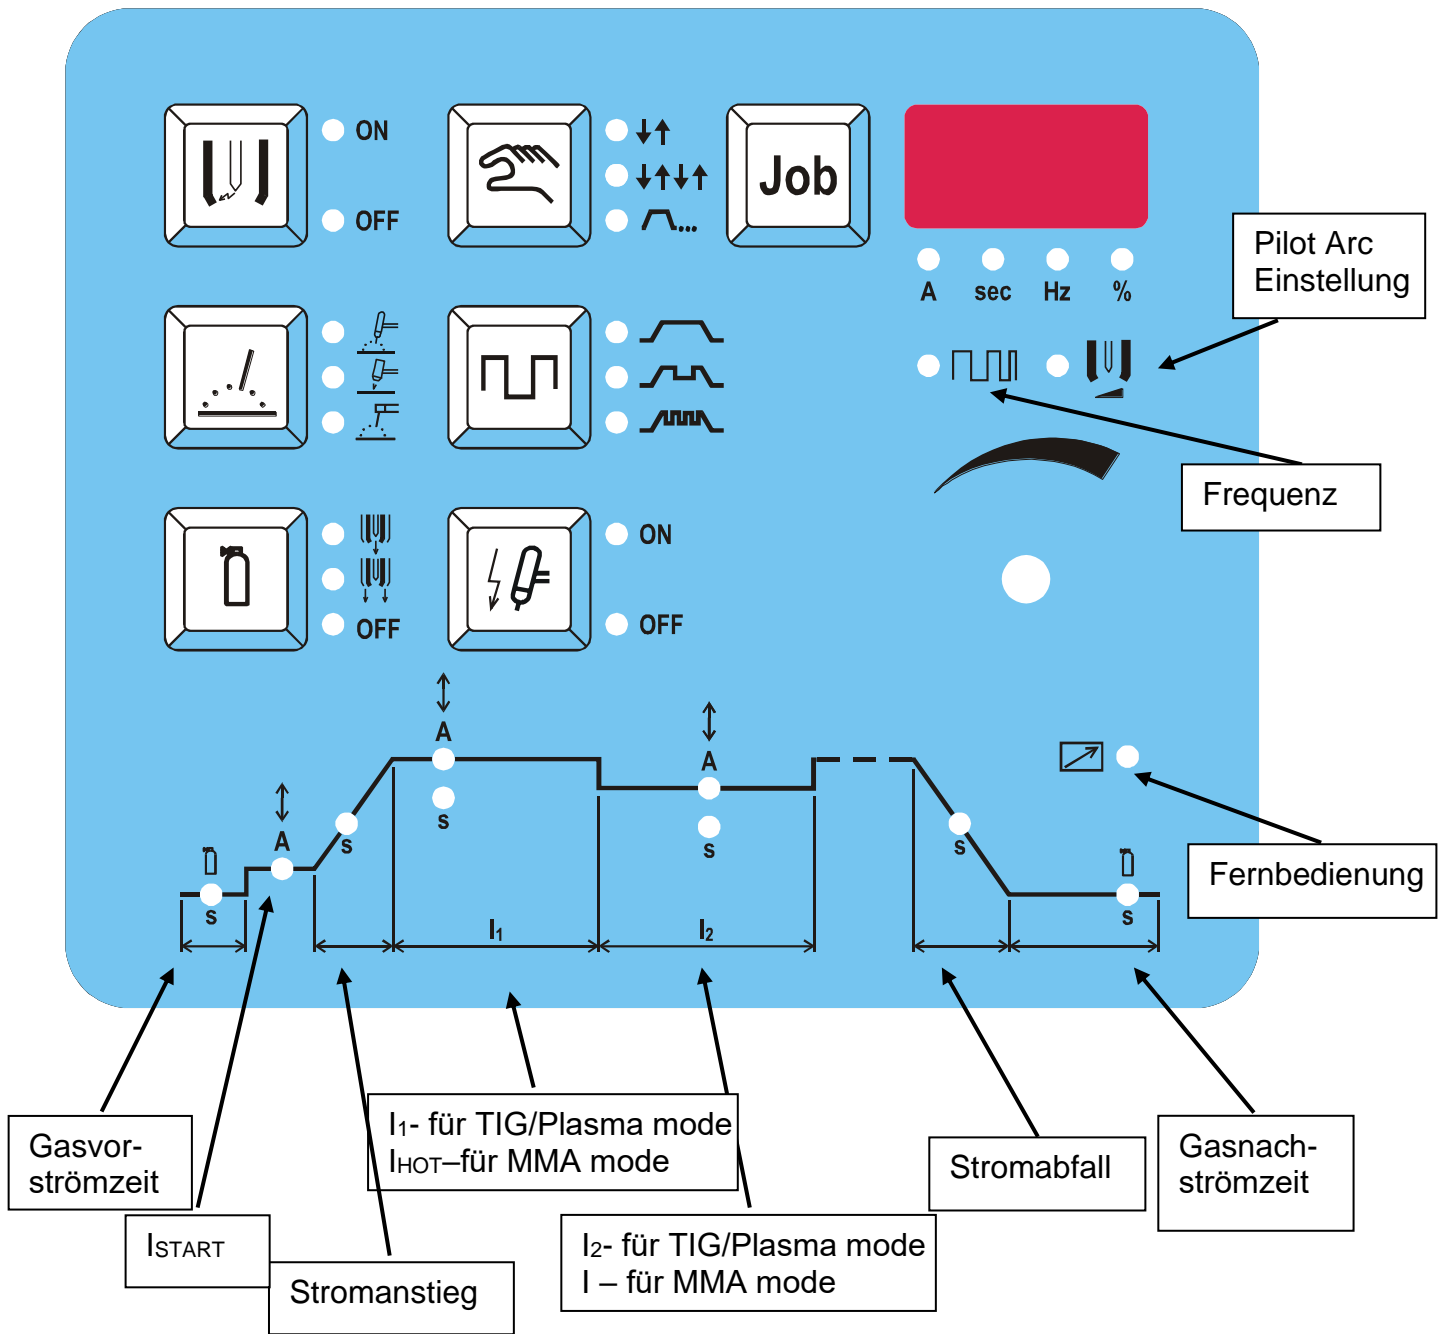 ON
OFF
Job
A sec Hz %
Pilot Arc
Einstellung
Frequenz
OFF
ON
OFF
A
A
A
s
s
s
s
s
s
s
I1
I2
Fernbedienung
Gasvor-
strömzeit
ISTART
Stromanstieg
I1- für TIG/Plasma mode
IHOT–für MMA mode
I2- für TIG/Plasma mode
I – für MMA mode
Stromabfall
Gasnach-
strömzeit